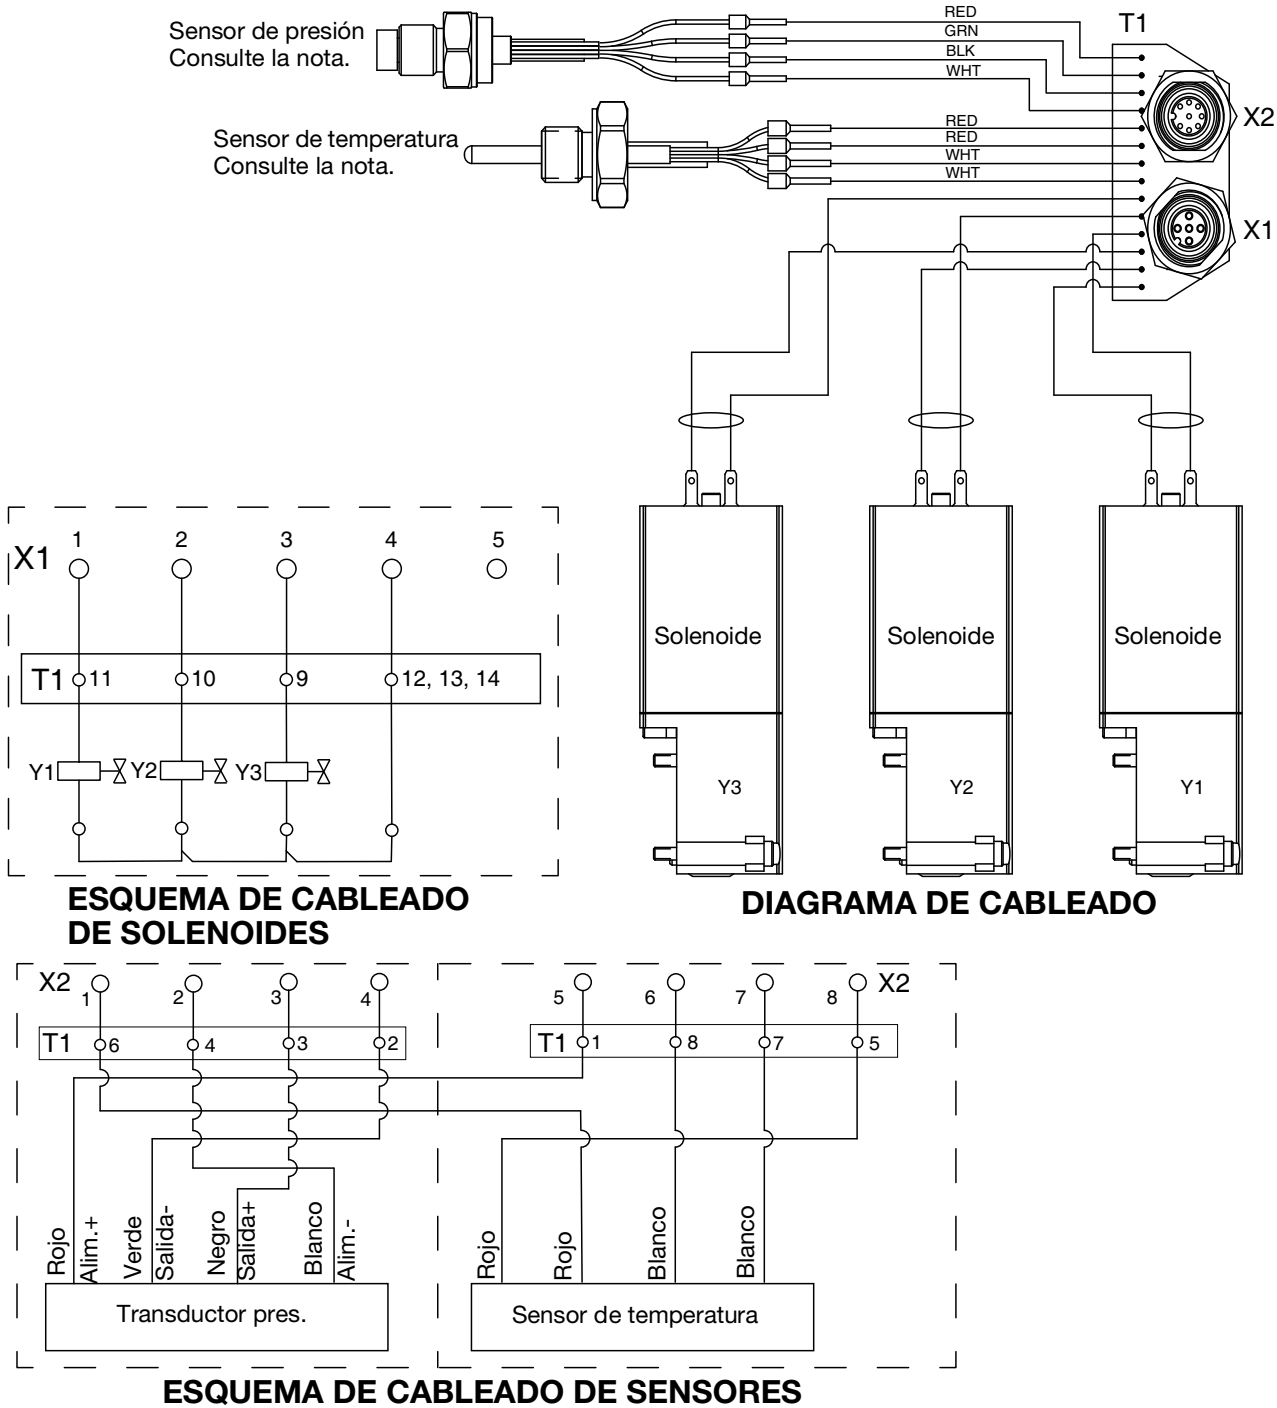 Sensor de presión
Consulte la nota.
RED
GRN
BLK
WHT
T1
X2
Sensor de temperatura
Consulte la nota.
RED
RED
WHT
WHT
X1
Solenoide
Solenoide
Solenoide
Y3
Y2
Y1
DIAGRAMA DE CABLEADO
X1
1
2
3
4
5
T1
11
10
9
12, 13, 14
Y1
Y2
Y3
ESQUEMA DE CABLEADO
DE SOLENOIDES
X2
1
2
3
4
T1
6
4
3
2
5
6
7
8
X2
T1
1
8
7
5
Rojo
Alim.+
Verde
Salida-
Negro
Salida+
Blanco
Alim.-
Rojo
Rojo
Blanco
Blanco
Transductor pres.
Sensor de temperatura
ESQUEMA DE CABLEADO DE SENSORES